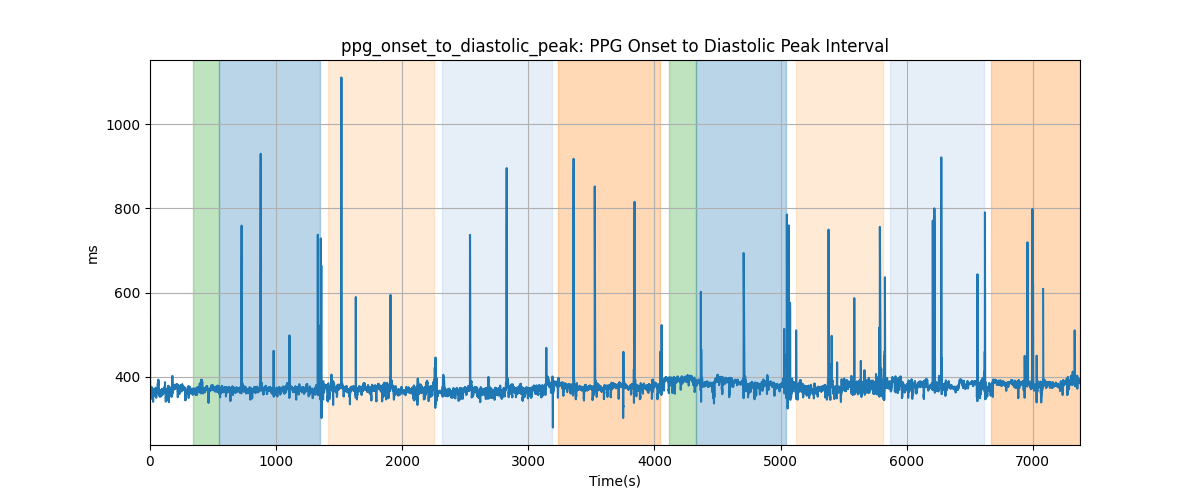 ppg_onset_to_diastolic_peak: PPG Onset to Diastolic Peak Interval
1000
800
600
400
ms
0 1000 2000 3000 4000 5000 6000 7000
Time(s)